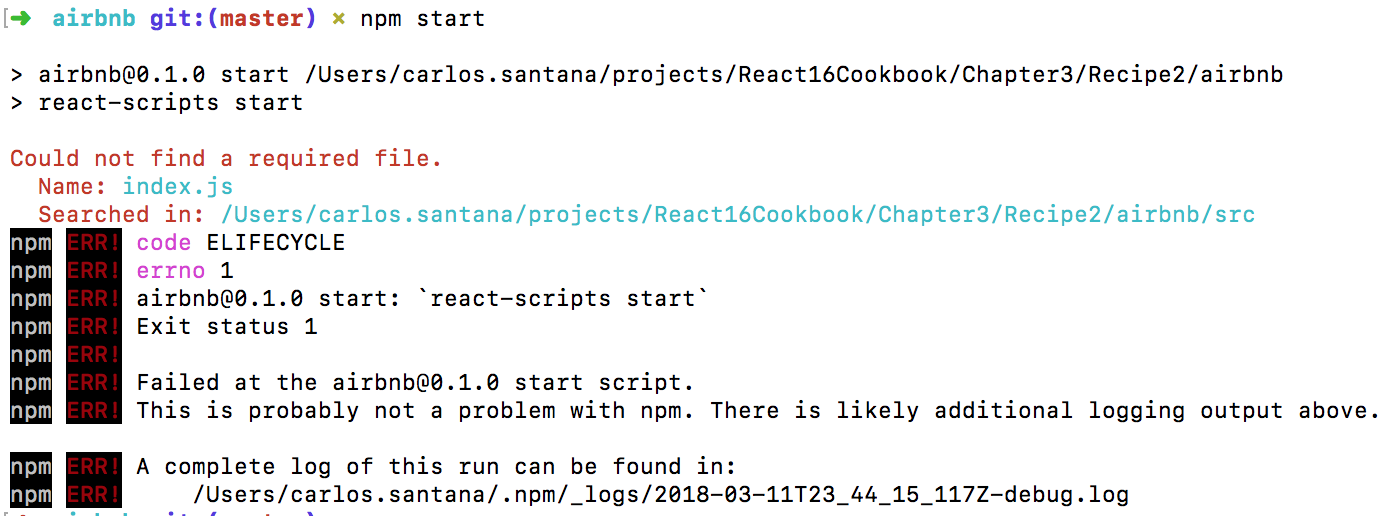 ➜ airbnb git:(master) × npm start
> airbnb@0.1.0 start /Users/carlos.santana/projects/React16Cookbook/Chapter3/Recipe2/airbnb
> react-scripts start
Could not find a required file.
Name: index.js
Searched in: /Users/carlos.santana/projects/React16Cookbook/Chapter3/Recipe2/airbnb/src
npm ERR! code ELIFECYCLE
npm ERR! errno 1
npm ERR! airbnb@0.1.0 start: `react-scripts start`
npm ERR! Exit status 1
npm ERR!
npm ERR! Failed at the airbnb@0.1.0 start script.
npm ERR! This is probably not a problem with npm. There is likely additional logging output above.
npm ERR! A complete log of this run can be found in:
npm ERR! /Users/carlos.santana/.npm/_logs/2018-03-11T23_44_15_117Z-debug.log